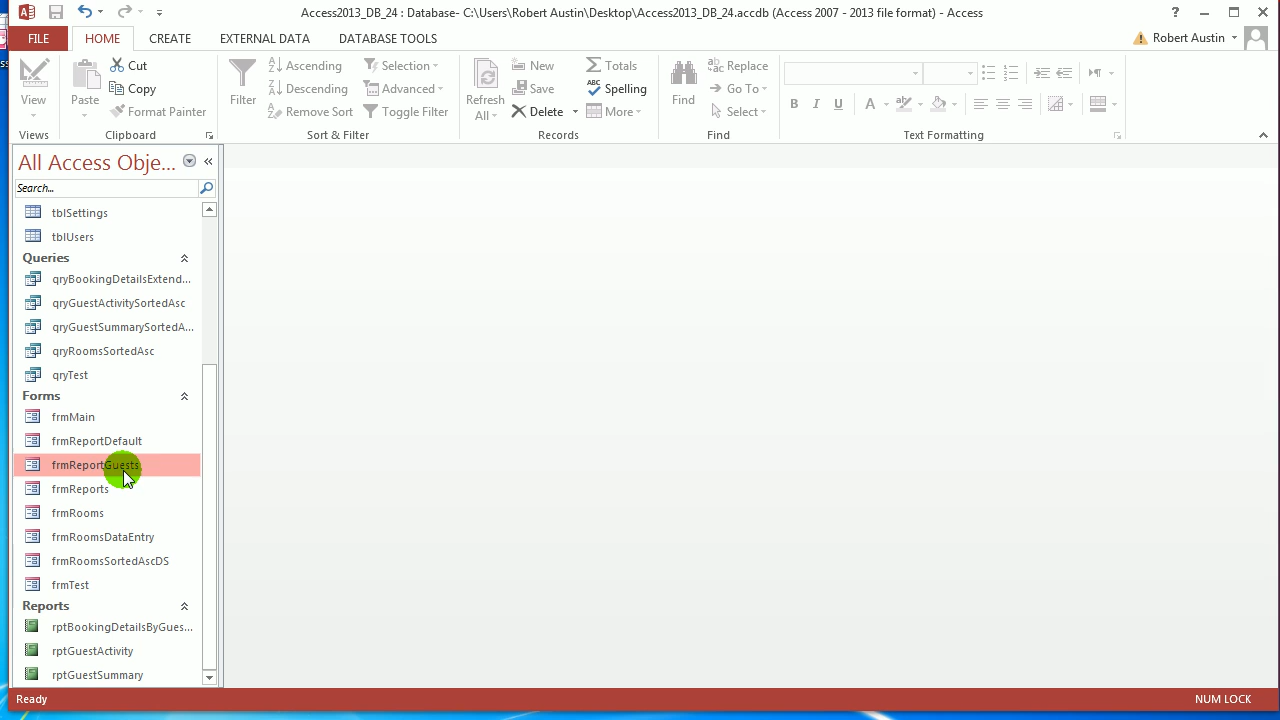 Access2013_DB_24 : Database- C:\Users\Robert Austin\Desktop\Access2013_DB_24.accdb (Access 2007 - 2013 file format) - Access
?
FILE HOME CREATE EXTERNAL DATA DATABASE TOOLS Robert Austin
View
Views
Paste
Cut
Copy
Format Painter
Clipboard
Filter
Ascending
Descending
Remove Sort
Selection
Advanced
Toggle Filter
Sort & Filter
Refresh
All
New
Save
Delete
Totals
Spelling
More
Records
Find
Replace
Go To
Select
Find
B I U A
Text Formatting
All Access Obje...
Search...
tblSettings
tblUsers
Queries
qryBookingDetailsExtend...
qryGuestActivitySortedAsc
qryGuestSummarySortedA...
qryRoomsSortedAsc
qryTest
Forms
frmMain
frmReportDefault
frmReportGuests
frmReports
frmRooms
frmRoomsDataEntry
frmRoomsSortedAscDS
frmTest
Reports
rptBookingDetailsByGues...
rptGuestActivity
rptGuestSummary
Ready NUM LOCK